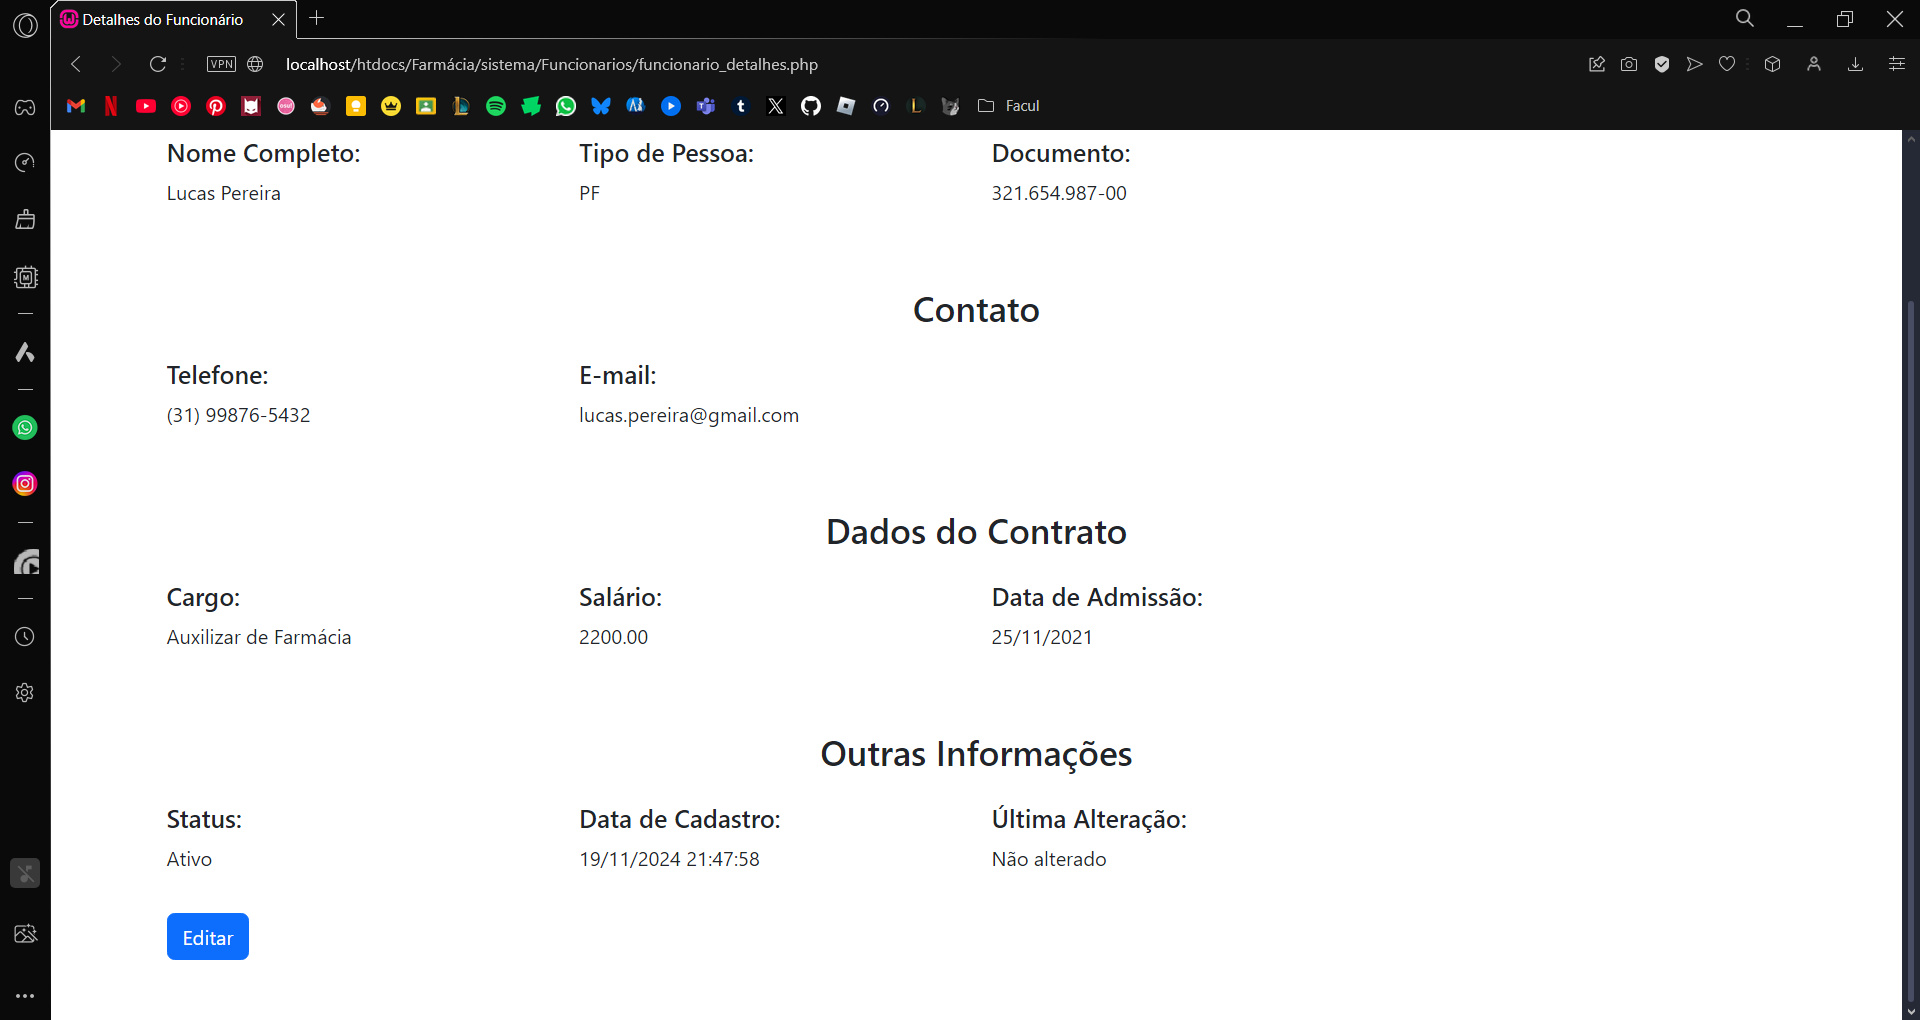 Detalhes do Funcionário
VPN localhost/htdocs/Farmácia/sistema/Funcionarios/funcionario_detalhes.php
Facul
Nome Completo: Tipo de Pessoa: Documento:
Lucas Pereira PF 321.654.987-00
Contato
Telefone: E-mail:
(31) 99876-5432 lucas.pereira@gmail.com
Dados do Contrato
Cargo: Salário: Data de Admissão:
Auxilizar de Farmácia 2200.00 25/11/2021
Outras Informações
Status: Data de Cadastro: Última Alteração:
Ativo 19/11/2024 21:47:58 Não alterado
Editar